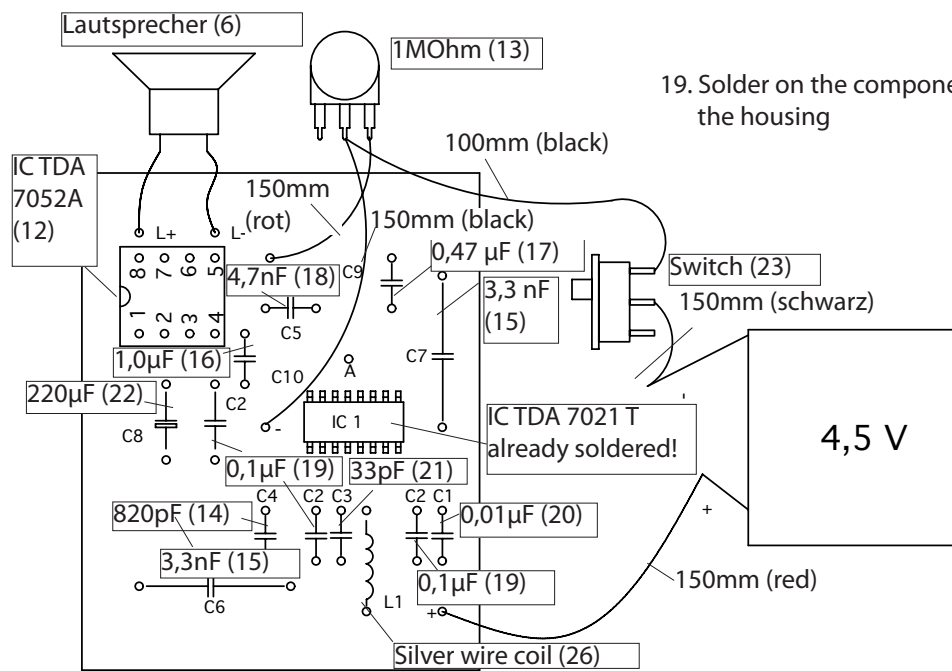 Lautsprecher (6)
1MOhm (13)
19. Solder on the compone
the housing
100mm (black)
IC TDA
7052A
(12)
150mm
(rot)
150mm (black)
L+
L-
8 7 6 5
1 2 3 4
4,7nF (18)
C5
C9
0,47 µF (17)
3,3 nF
(15)
Switch (23)
150mm (schwarz)
1,0µF (16)
C10
A
C7
220µF (22)
C2
C8
-
IC 1
IC TDA 7021 T
already soldered!
-
4,5 V
+
0,1µF (19)
33pF (21)
820pF (14)
C4
C2
C3
C2
C1
0,01µF (20)
3,3nF (15)
C6
0,1µF (19)
L1
+
150mm (red)
Silver wire coil (26)